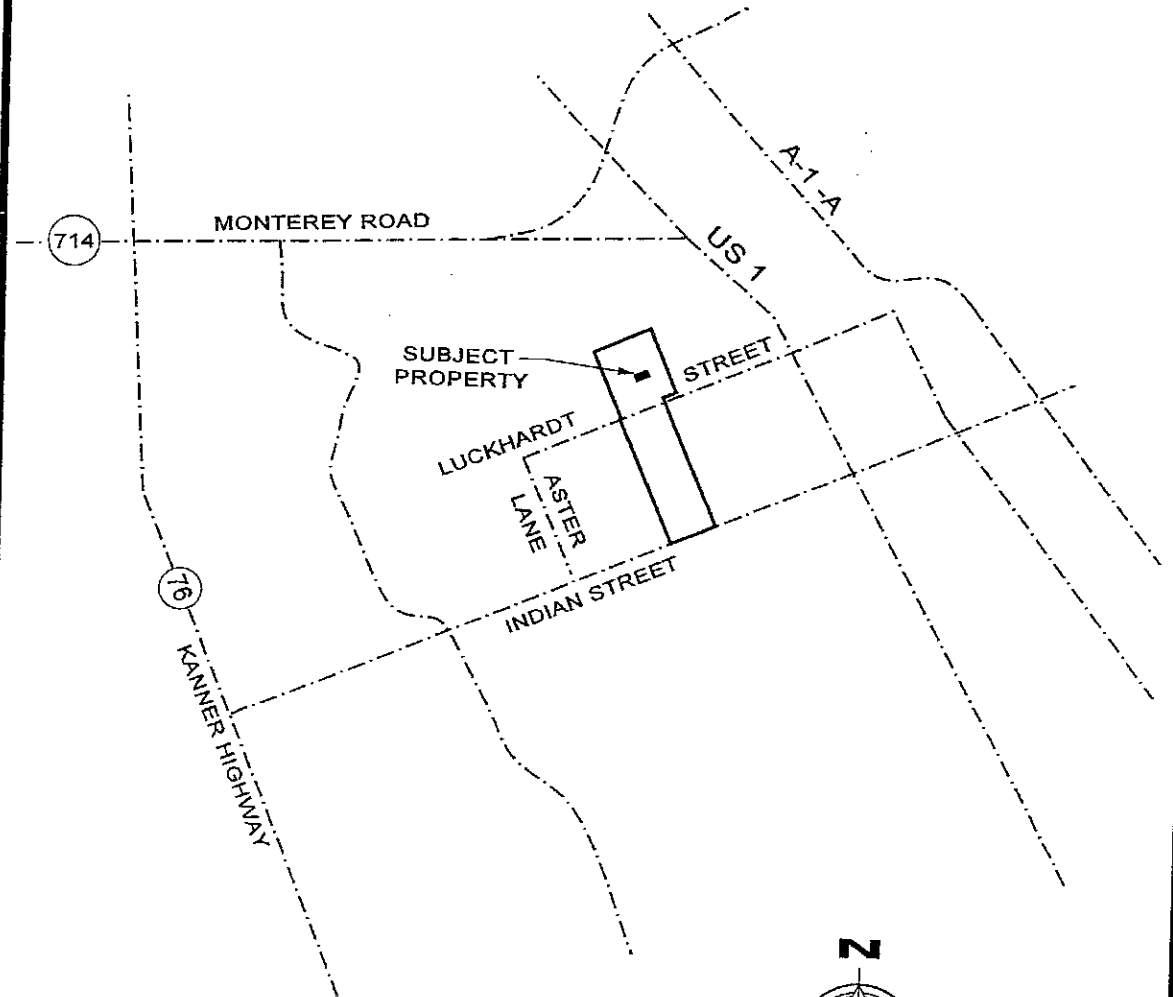 A-1-A
MONTEREY ROAD
714
US 1
SUBJECT
PROPERTY
STREET
LUCKHARDT
ASTER
LANE
INDIAN STREET
76
KANNER HIGHWAY
N